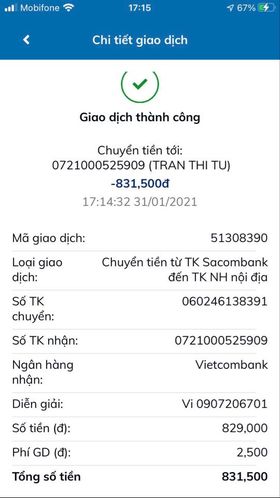 Mobifone 17:15 67%
Chi tiết giao dịch
Giao dịch thành công
Chuyển tiền tới:
0721000525909 (TRAN THI TU)
-831,500đ
17:14:32 31/01/2021
Mã giao dịch: 51308390
Loại giao Chuyển tiền từ TK Sacombank
dịch: đến TK NH nội địa
Số TK 060246138391
chuyển:
Số TK nhận: 0721000525909
Ngân hàng Vietcombank
nhận:
Diễn giải: Vi 0907206701
Số tiền (đ): 829,000
Phí GD (đ): 2,500
Tổng số tiền 831,500